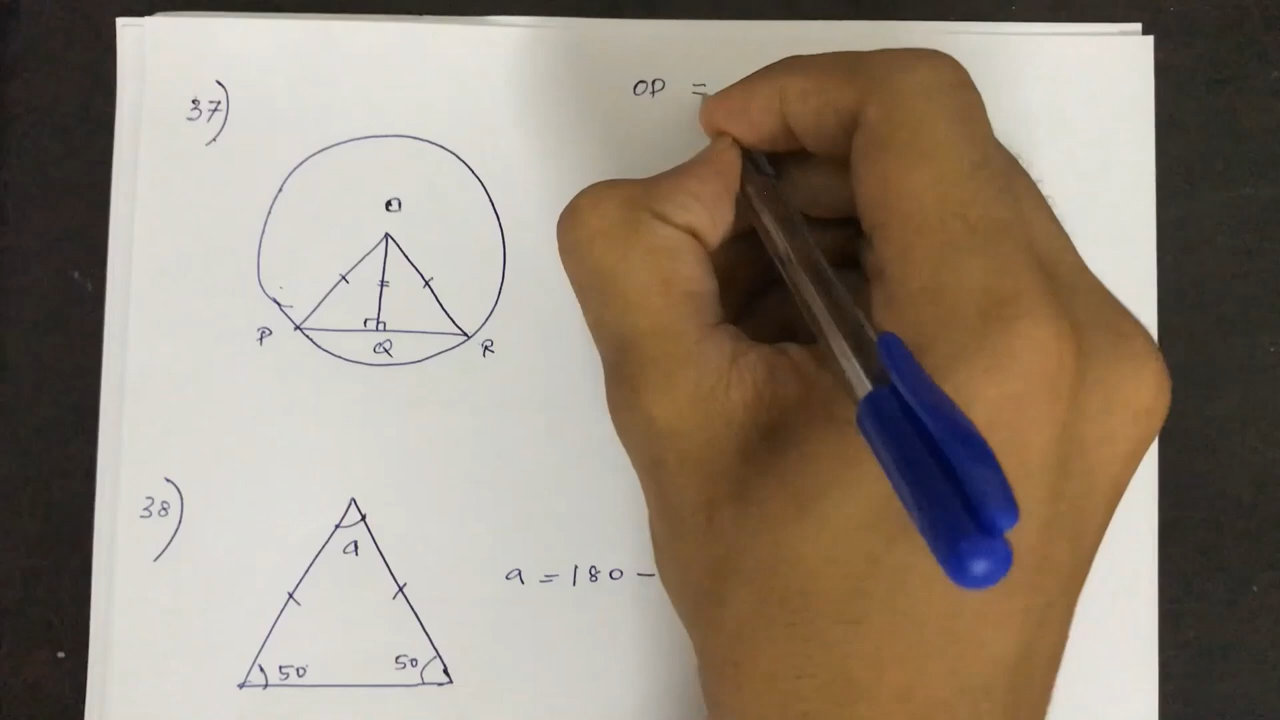 37)
OP =
O
P
Q
R
38)
a
a = 180 -
50
50